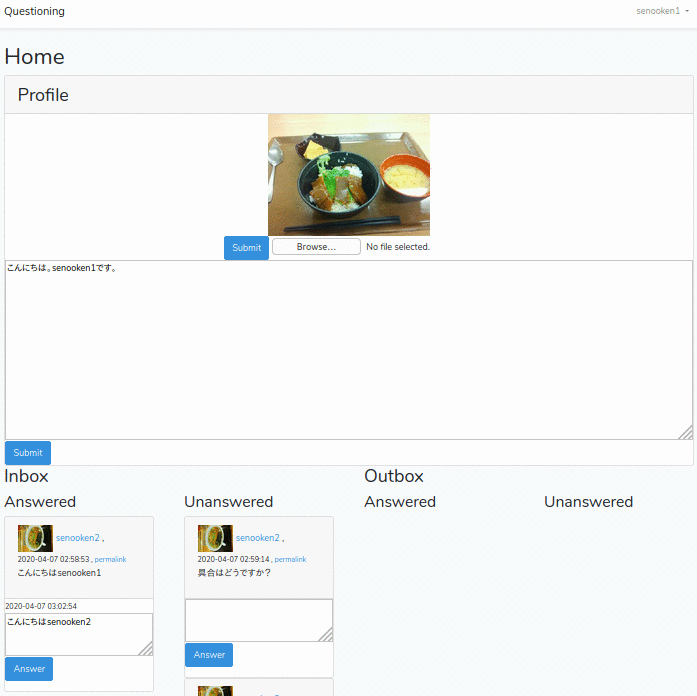 Questioning
senooken1
Home
Profile
Submit Browse... No file selected.
こんにちは。senooken1です。
Submit
Inbox
Outbox
Answered
Unanswered
Answered
Unanswered
senooken2 ,
2020-04-07 02:58:53 , permalink
こんにちはsenooken1
2020-04-07 03:02:54
こんにちはsenooken2
Answer
senooken2 ,
2020-04-07 02:59:14 , permalink
具合はどうですか？
Answer